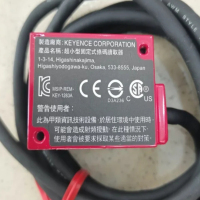 製造廠商: KEYENCE CORPORATION
產品名稱: 超小型固定式條碼讀取器
1-3-14, Higashinakajima,
Higashiyodogawa-ku, Osaka, 533-8555, Japan
CE
警告使用者:
此為甲類資訊技術設備, 於居住環境中使用時,
可能會造成射頻擾動, 在此種情況下,
使用者會被要求採取某些適當的對策。